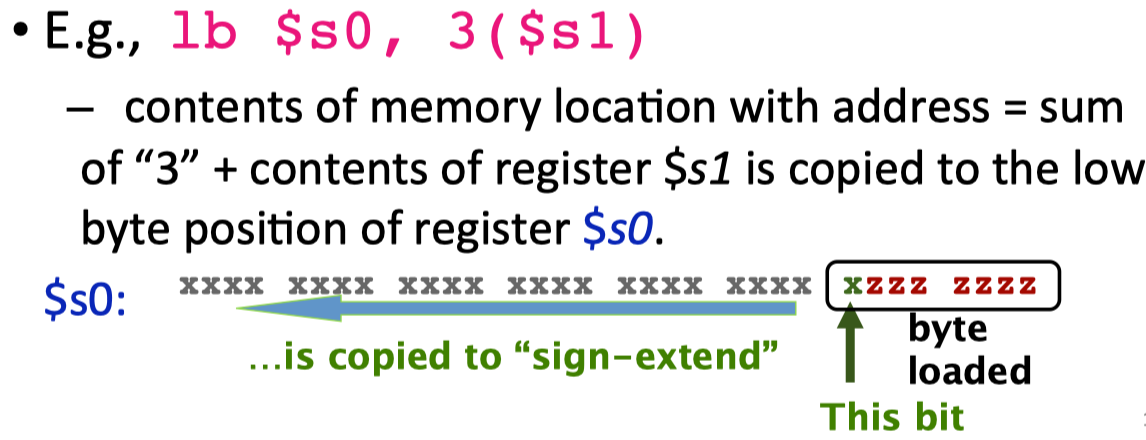 • E.g., lb $s0, 3($s1)
– contents of memory location with address = sum
of “3” + contents of register $s1 is copied to the low
byte position of register $s0.
$s0: xxxx xxxx xxxx xxxx xxxx xxxx xzzz zzzz
byte
loaded
...is copied to “sign-extend”
This bit